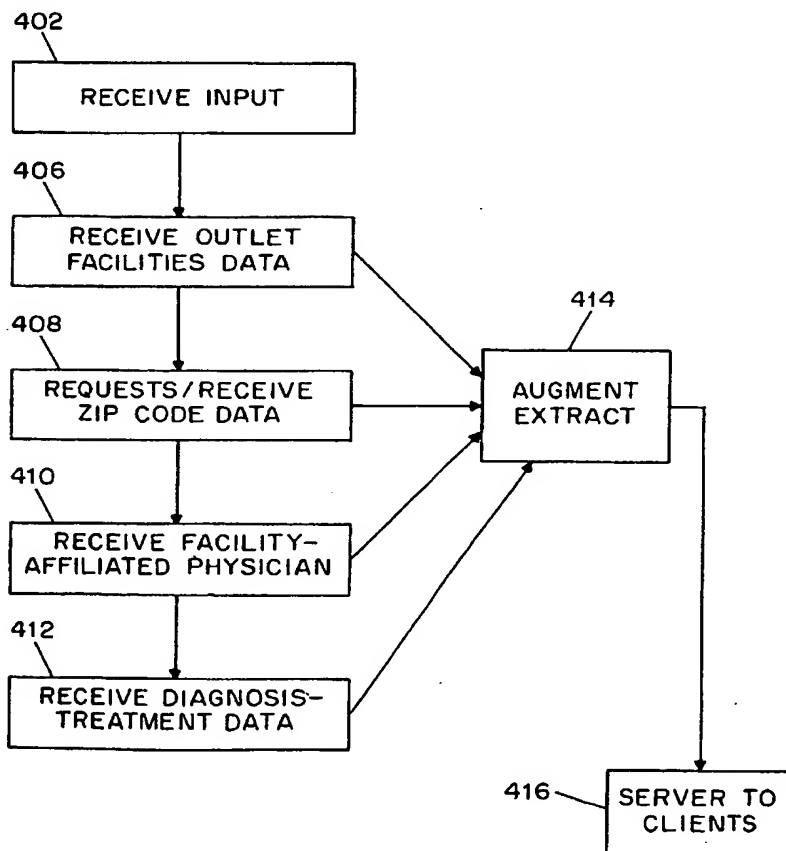 402
RECEIVE INPUT
406
RECEIVE OUTLET
FACILITIES DATA
408
REQUESTS/RECEIVE
ZIP CODE DATA
410
RECEIVE FACILITY-
AFFILIATED PHYSICIAN
412
RECEIVE DIAGNOSIS-
TREATMENT DATA
414
AUGMENT
EXTRACT
416
SERVER TO
CLIENTS